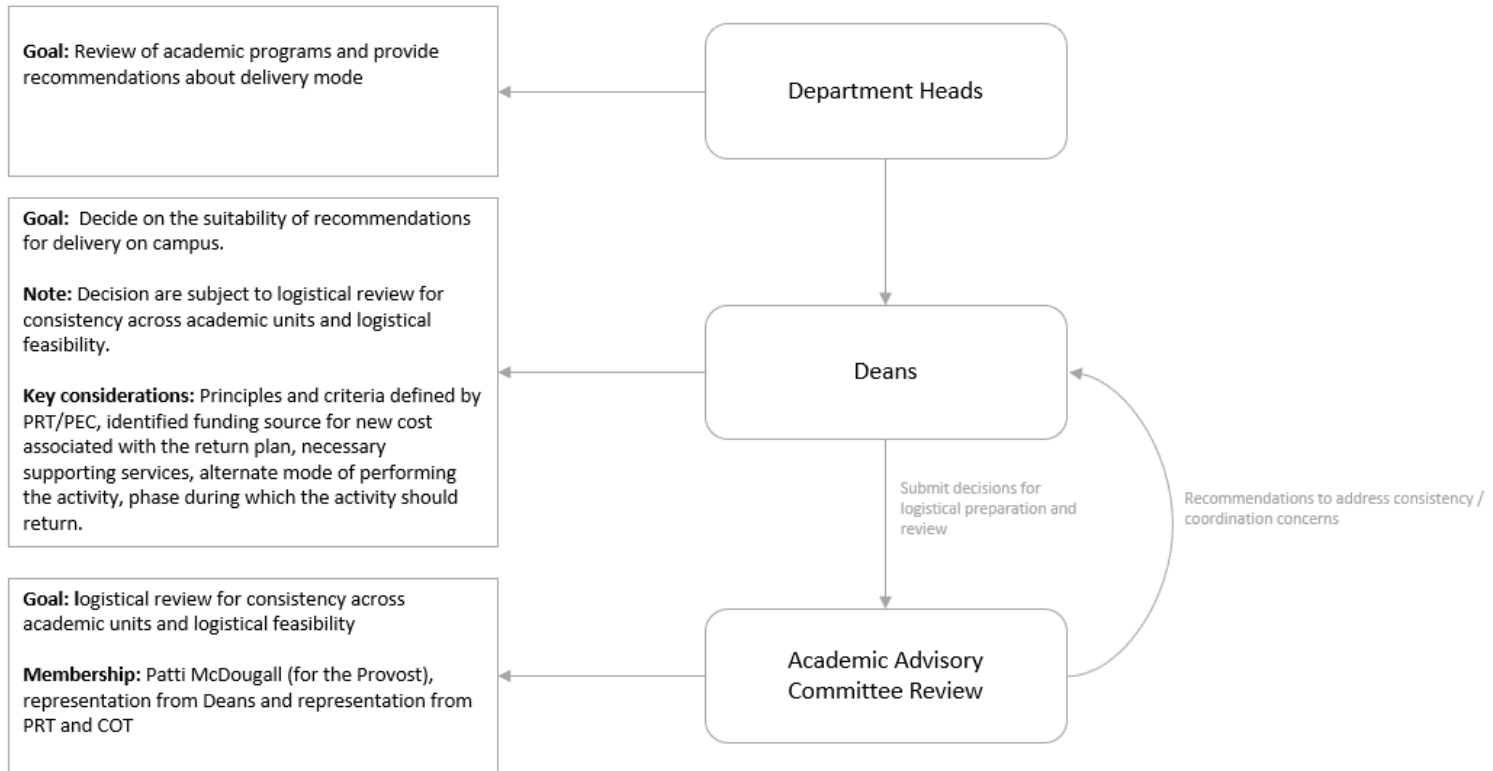 Goal: Review of academic programs and provide
recommendations about delivery mode
Department Heads
Goal:  Decide on the suitability of recommendations
for delivery on campus.
Note: Decision are subject to logistical review for
consistency across academic units and logistical
feasibility.
Key considerations: Principles and criteria defined by
PRT/PEC, identified funding source for new cost
associated with the return plan, necessary
supporting services, alternate mode of performing
the activity, phase during which the activity should
return.
Deans
Submit decisions for
logistical preparation and
review
Recommendations to address consistency /
coordination concerns
Goal: logistical review for consistency across
academic units and logistical feasibility
Membership: Patti McDougall (for the Provost),
representation from Deans and representation from
PRT and COT
Academic Advisory
Committee Review